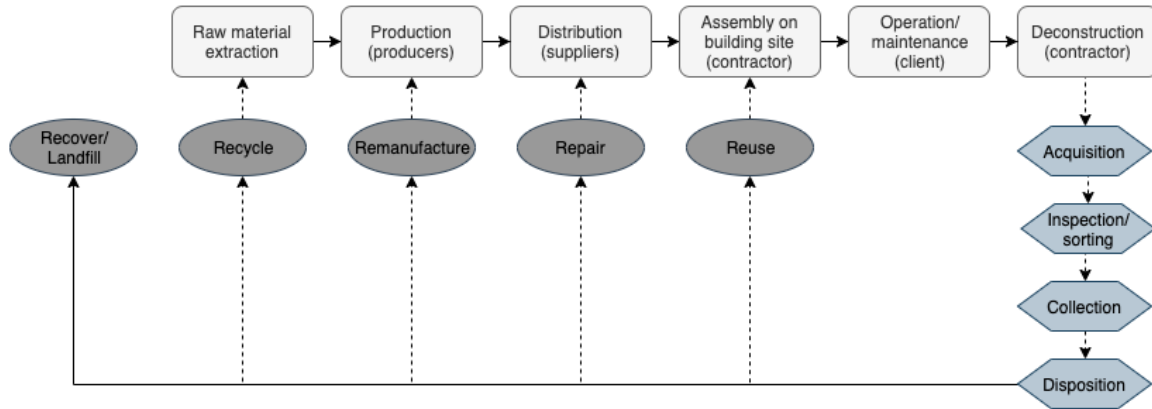 Raw material
extraction
Production
(producers)
Distribution
(suppliers)
Assembly on
building site
(contractor)
Operation/
maintenance
(client)
Deconstruction
(contractor)
Recover/
Landfill
Recycle
Remanufacture
Repair
Reuse
Acquisition
Inspection/
sorting
Collection
Disposition